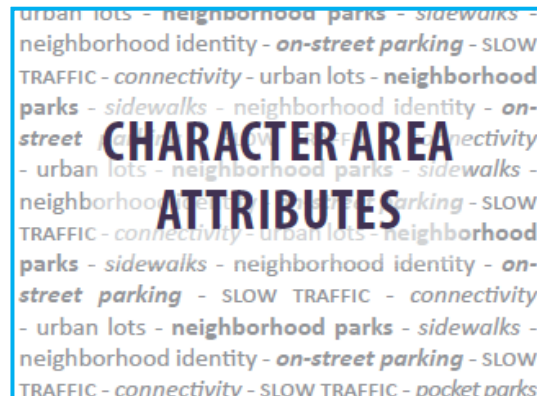 urban lots - neighborhood parks - sidewalks -
neighborhood identity - on-street parking - SLOW
TRAFFIC - connectivity - urban lots - neighborhood
parks - sidewalks - neighborhood identity - on-
street nectivity
CHARACTER AREA
- urban lots - neighborhood parks - sidewalks -
neighborhood parking - SLOW
ATTRIBUTES
TRAFFIC - connectivity - urban lots - neighborhood
parks - sidewalks - neighborhood identity - on-
street parking - SLOW TRAFFIC - connectivity
- urban lots - neighborhood parks - sidewalks -
neighborhood identity - on-street parking - SLOW
TRAFFIC - connectivity - SLOW TRAFFIC - pocket parks